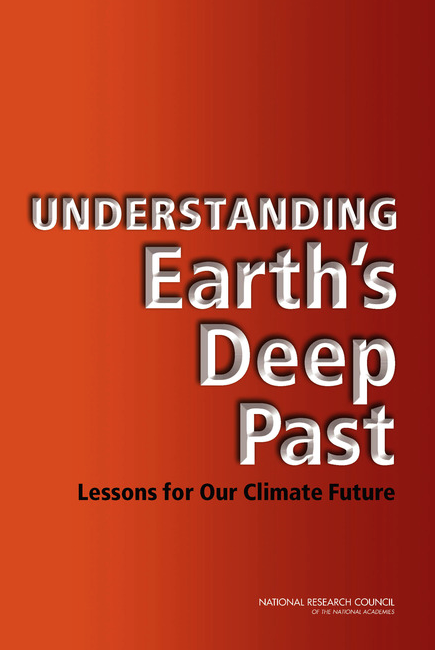 UNDERSTANDING
Earth's
Deep
Past
Lessons for Our Climate Future
NATIONAL RESEARCH COUNCIL
OF THE NATIONAL ACADEMIES